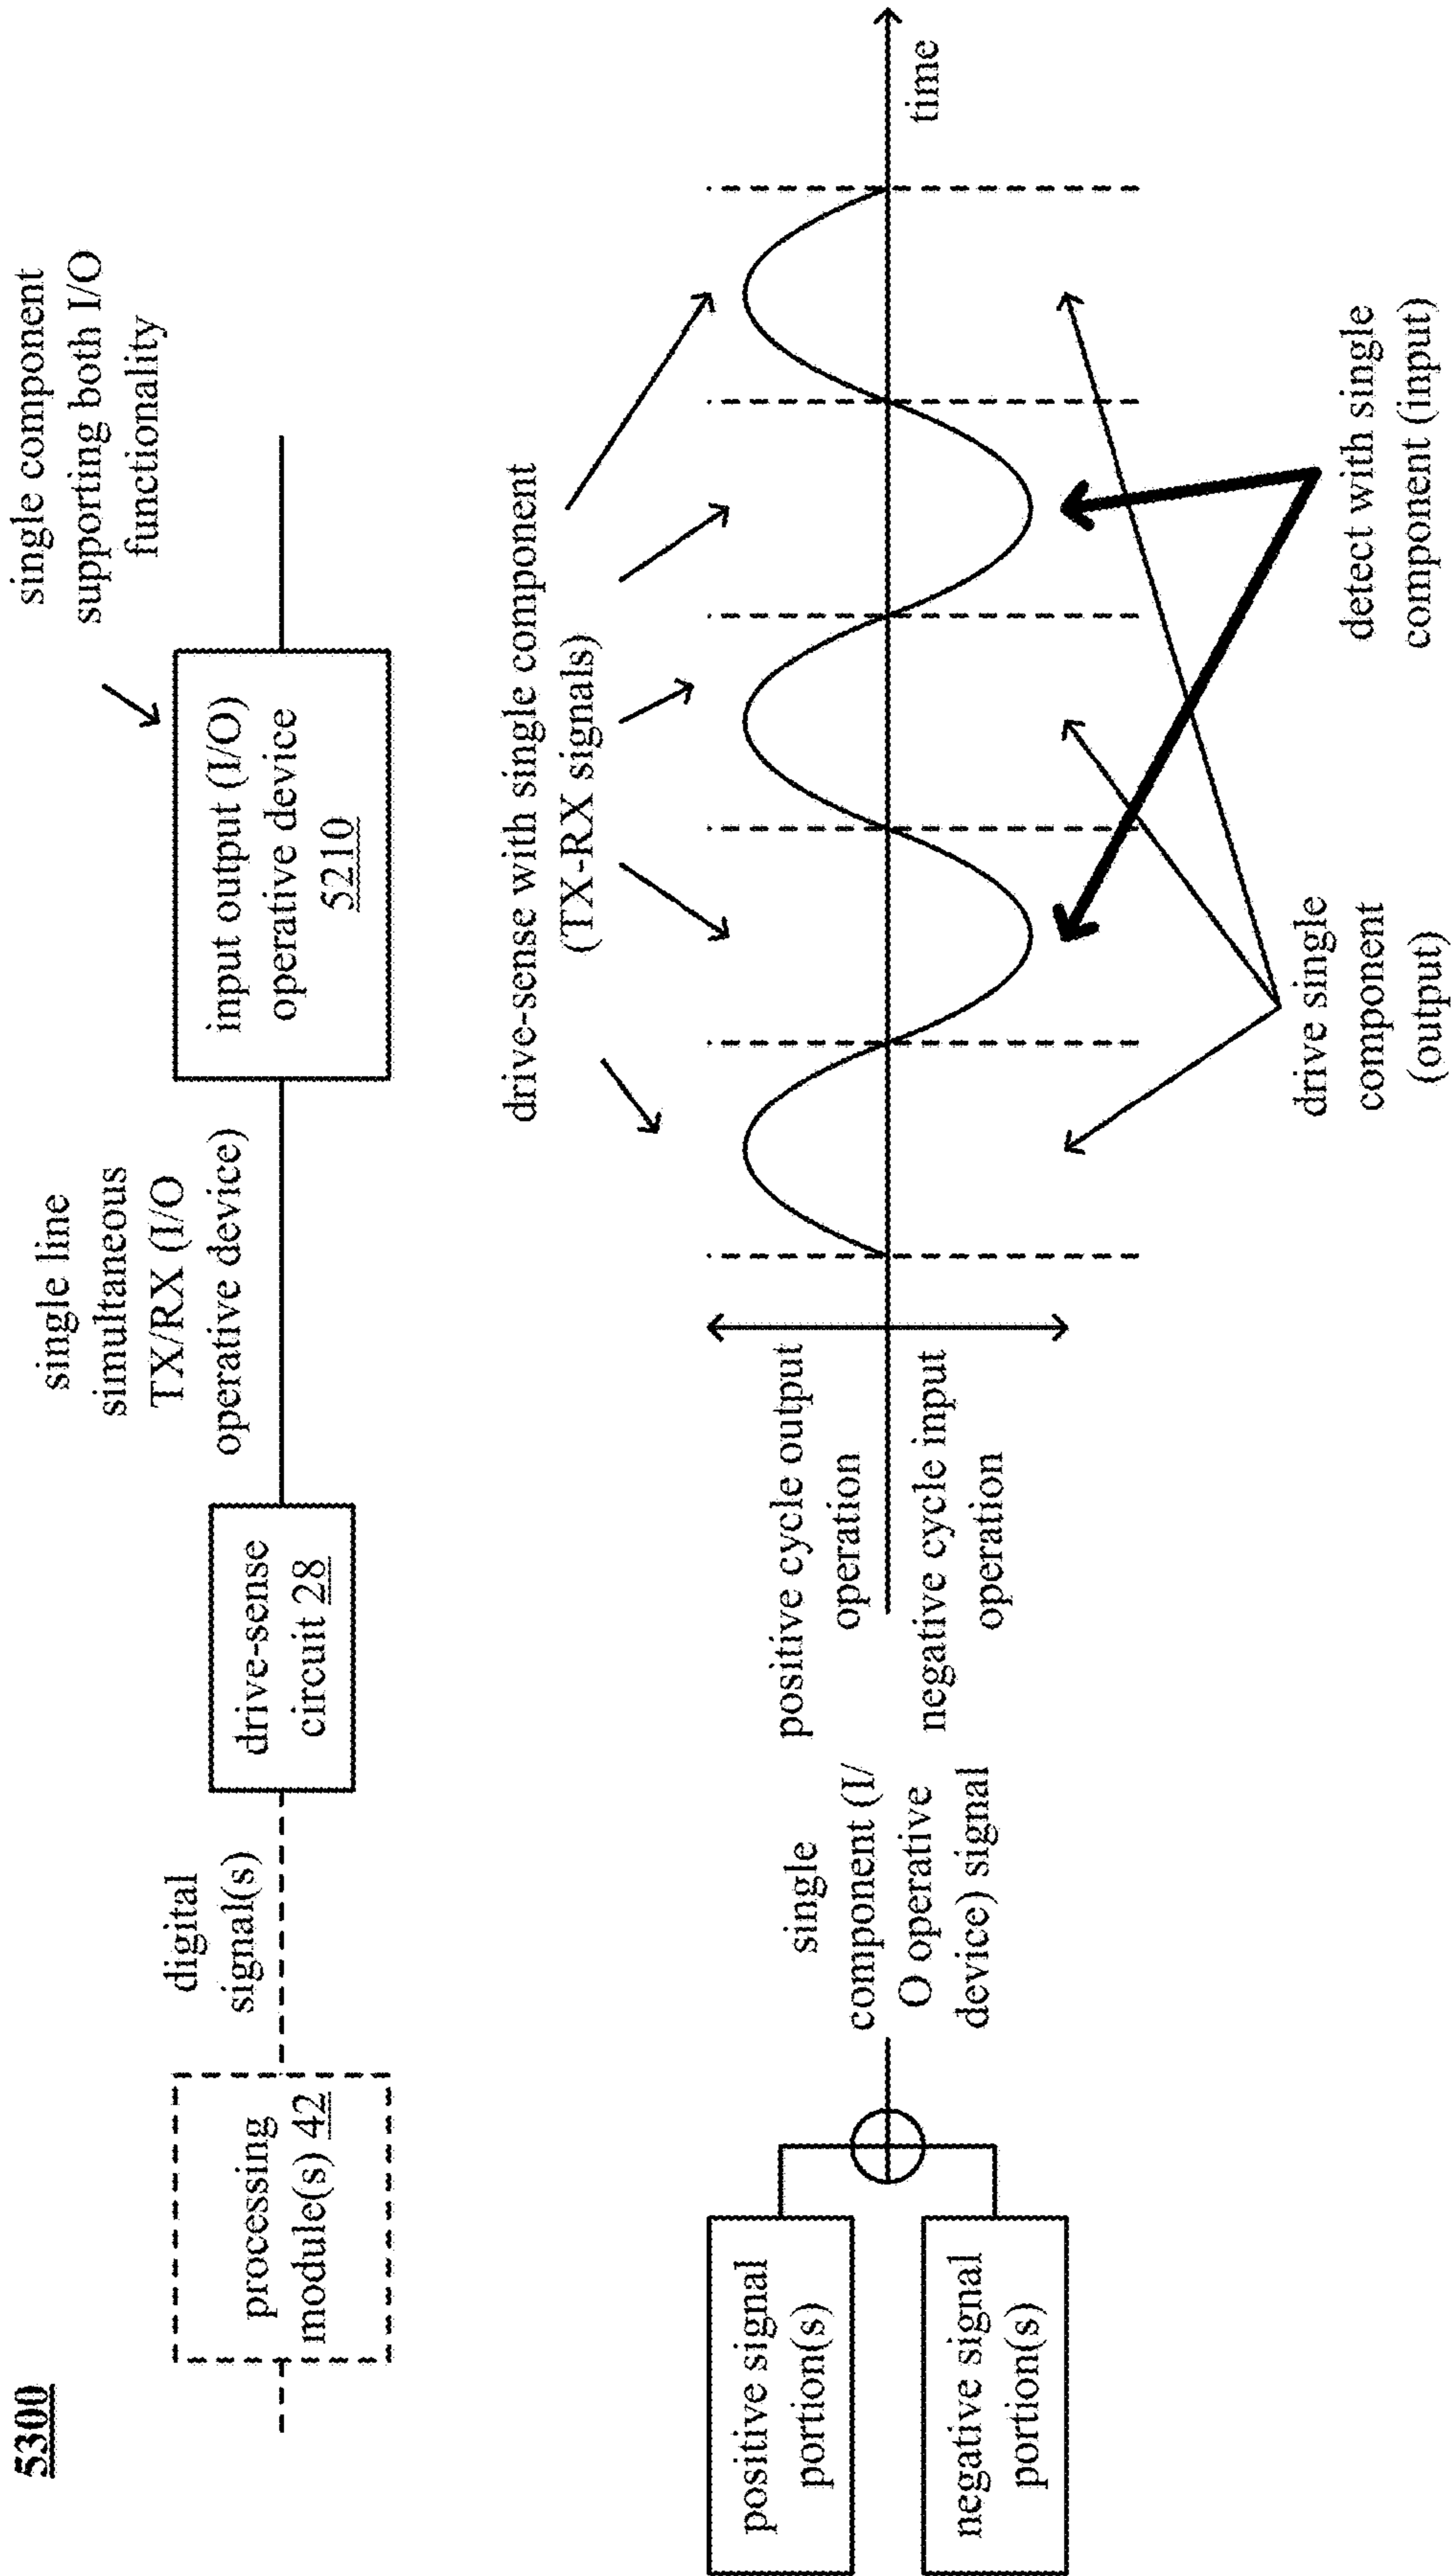 5300
processing
module(s) 42
digital
signal(s)
drive-sense
circuit 28
single line
simultaneous
TX/RX (I/O
operative device)
input output (I/O)
operative device
5210
single component
supporting both I/O
functionality
positive signal
portion(s)
negative signal
portion(s)
single
component (I/
O operative
device) signal
positive cycle output
operation
negative cycle input
operation
drive-sense with single component
(TX-RX signals)
time
drive single
component
(output)
detect with single
component (input)